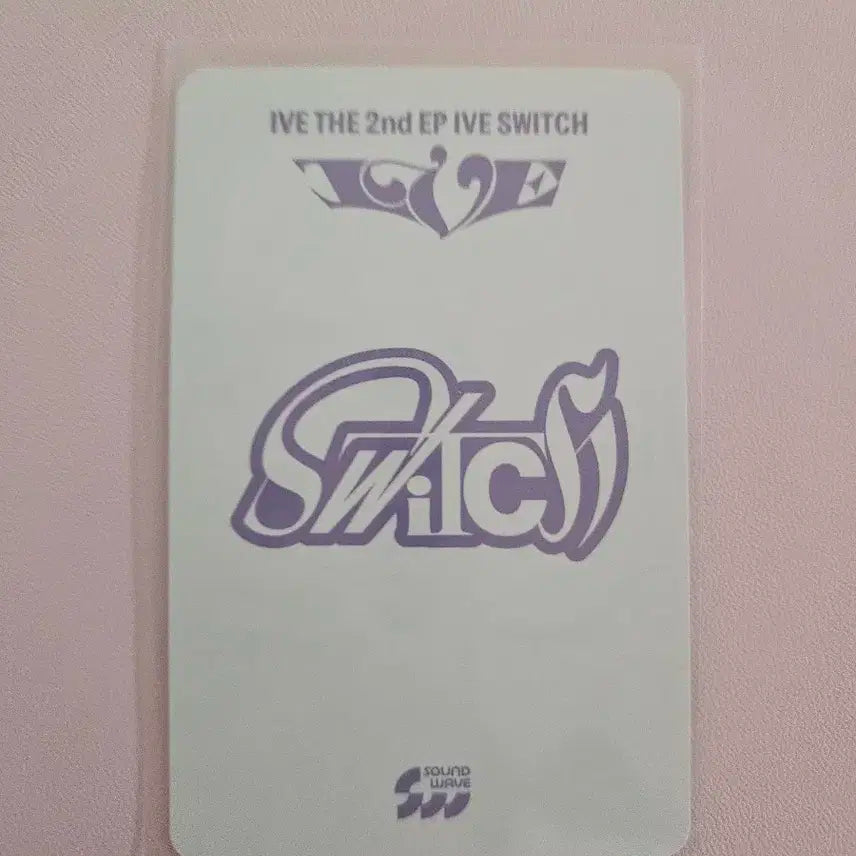 IVE THE 2nd EP IVE SWITCH
IVE
SWiTCH
SOUND
WAVE